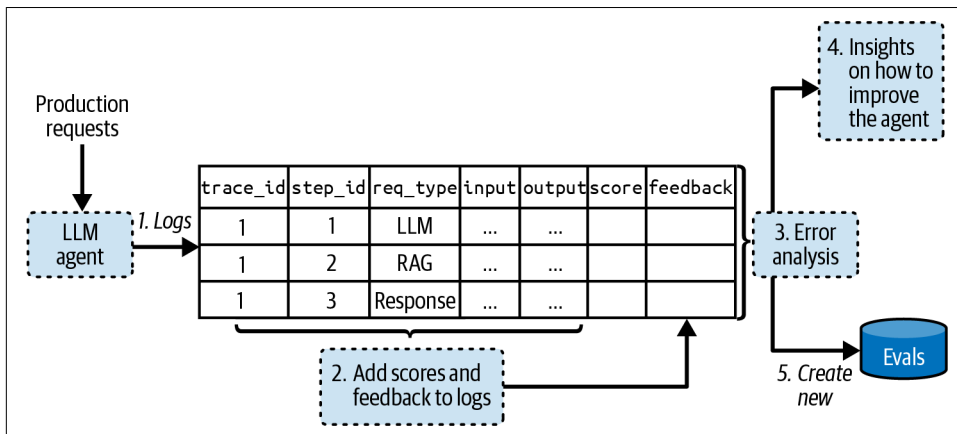 Production
requests
LLM
agent
1. Logs
trace_id step_id req_type input output score feedback
1 1 LLM ... ...
1 2 RAG ... ...
1 3 Response ... ...
2. Add scores and
feedback to logs
3. Error
analysis
4. Insights
on how to
improve
the agent
5. Create
new
Evals